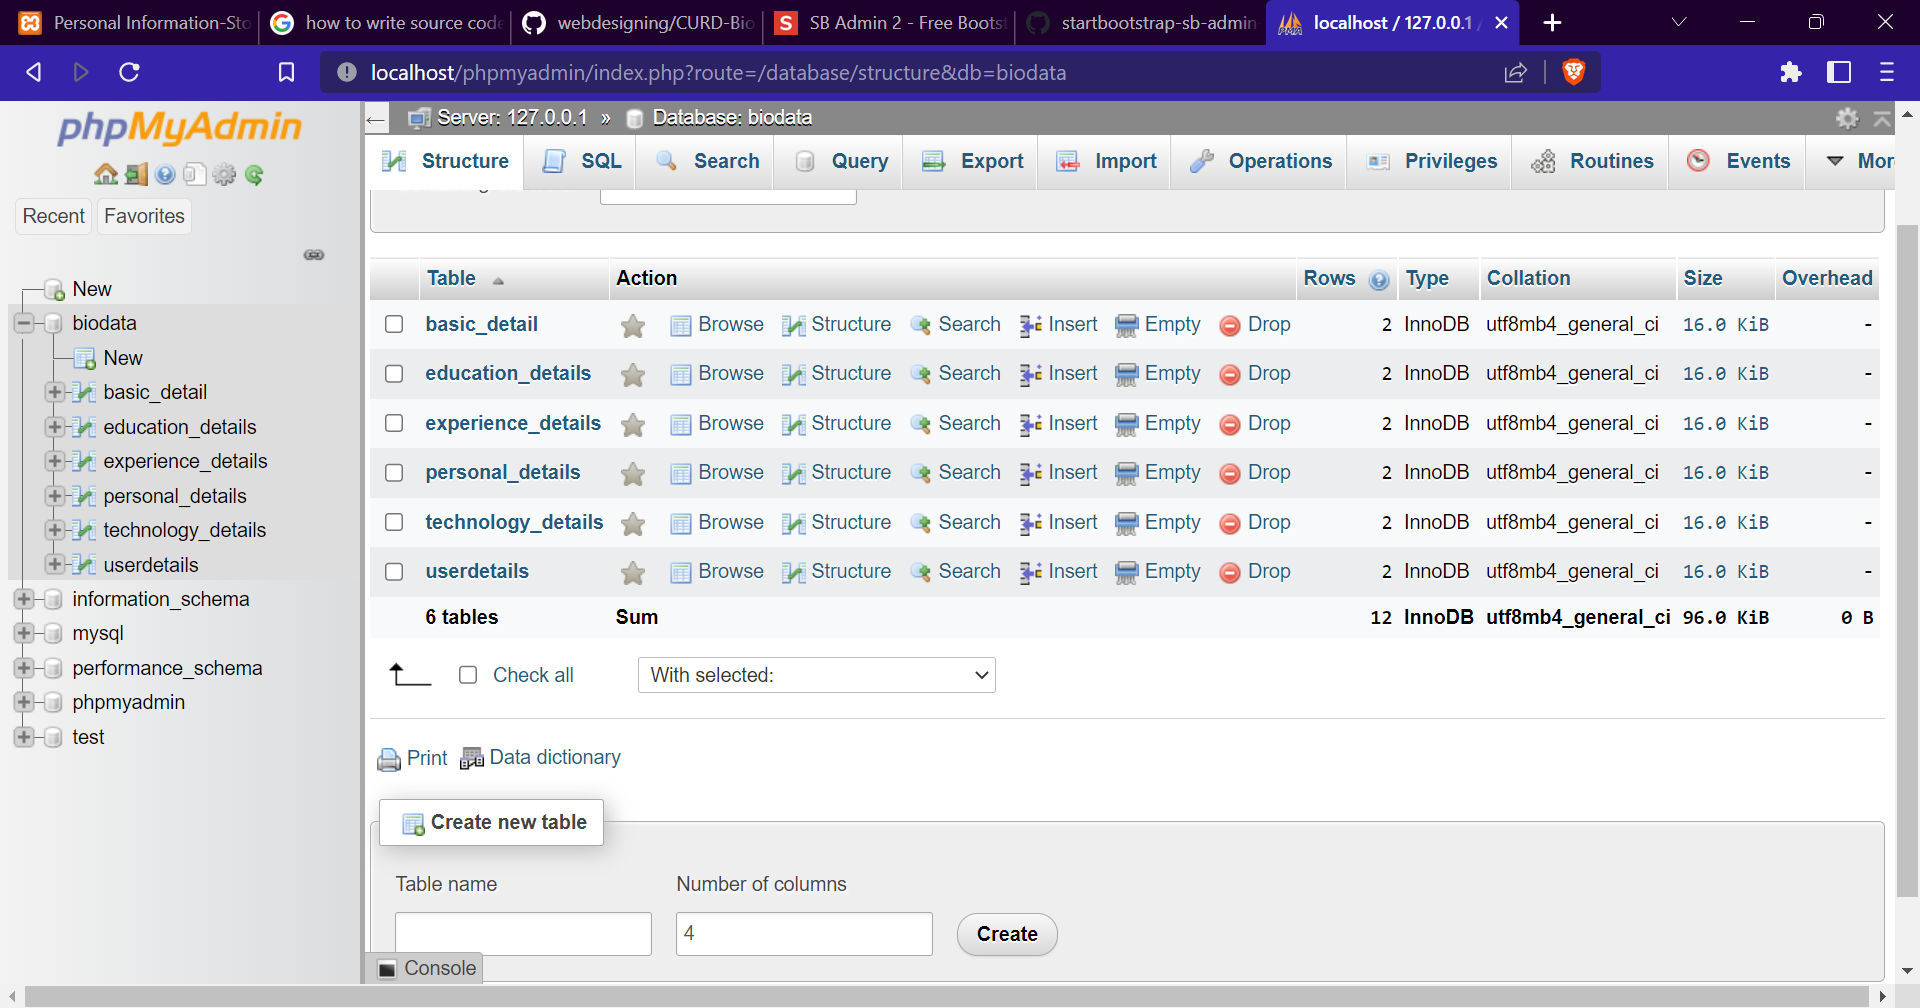 Personal Information-Sto
how to write source code
webdesigning/CURD-Bio
SB Admin 2 - Free Bootst
startbootstrap-sb-admin
localhost / 127.0.0.1 /
localhost/phpmyadmin/index.php?route=/database/structure&db=biodata
phpMyAdmin
Recent
Favorites
New
biodata
New
basic_detail
education_details
experience_details
personal_details
technology_details
userdetails
information_schema
mysql
performance_schema
phpmyadmin
test
Server: 127.0.0.1 » Database: biodata
Structure SQL Search Query Export Import Operations Privileges Routines Events Mor
Table Action Rows Type Collation Size Overhead
basic_detail Browse Structure Search Insert Empty Drop 2 InnoDB utf8mb4_general_ci 16.0 KiB -
education_details Browse Structure Search Insert Empty Drop 2 InnoDB utf8mb4_general_ci 16.0 KiB -
experience_details Browse Structure Search Insert Empty Drop 2 InnoDB utf8mb4_general_ci 16.0 KiB -
personal_details Browse Structure Search Insert Empty Drop 2 InnoDB utf8mb4_general_ci 16.0 KiB -
technology_details Browse Structure Search Insert Empty Drop 2 InnoDB utf8mb4_general_ci 16.0 KiB -
userdetails Browse Structure Search Insert Empty Drop 2 InnoDB utf8mb4_general_ci 16.0 KiB -
6 tables Sum 12 InnoDB utf8mb4_general_ci 96.0 KiB 0 B
Check all With selected:
Print Data dictionary
Create new table
Table name Number of columns
4 Create
Console